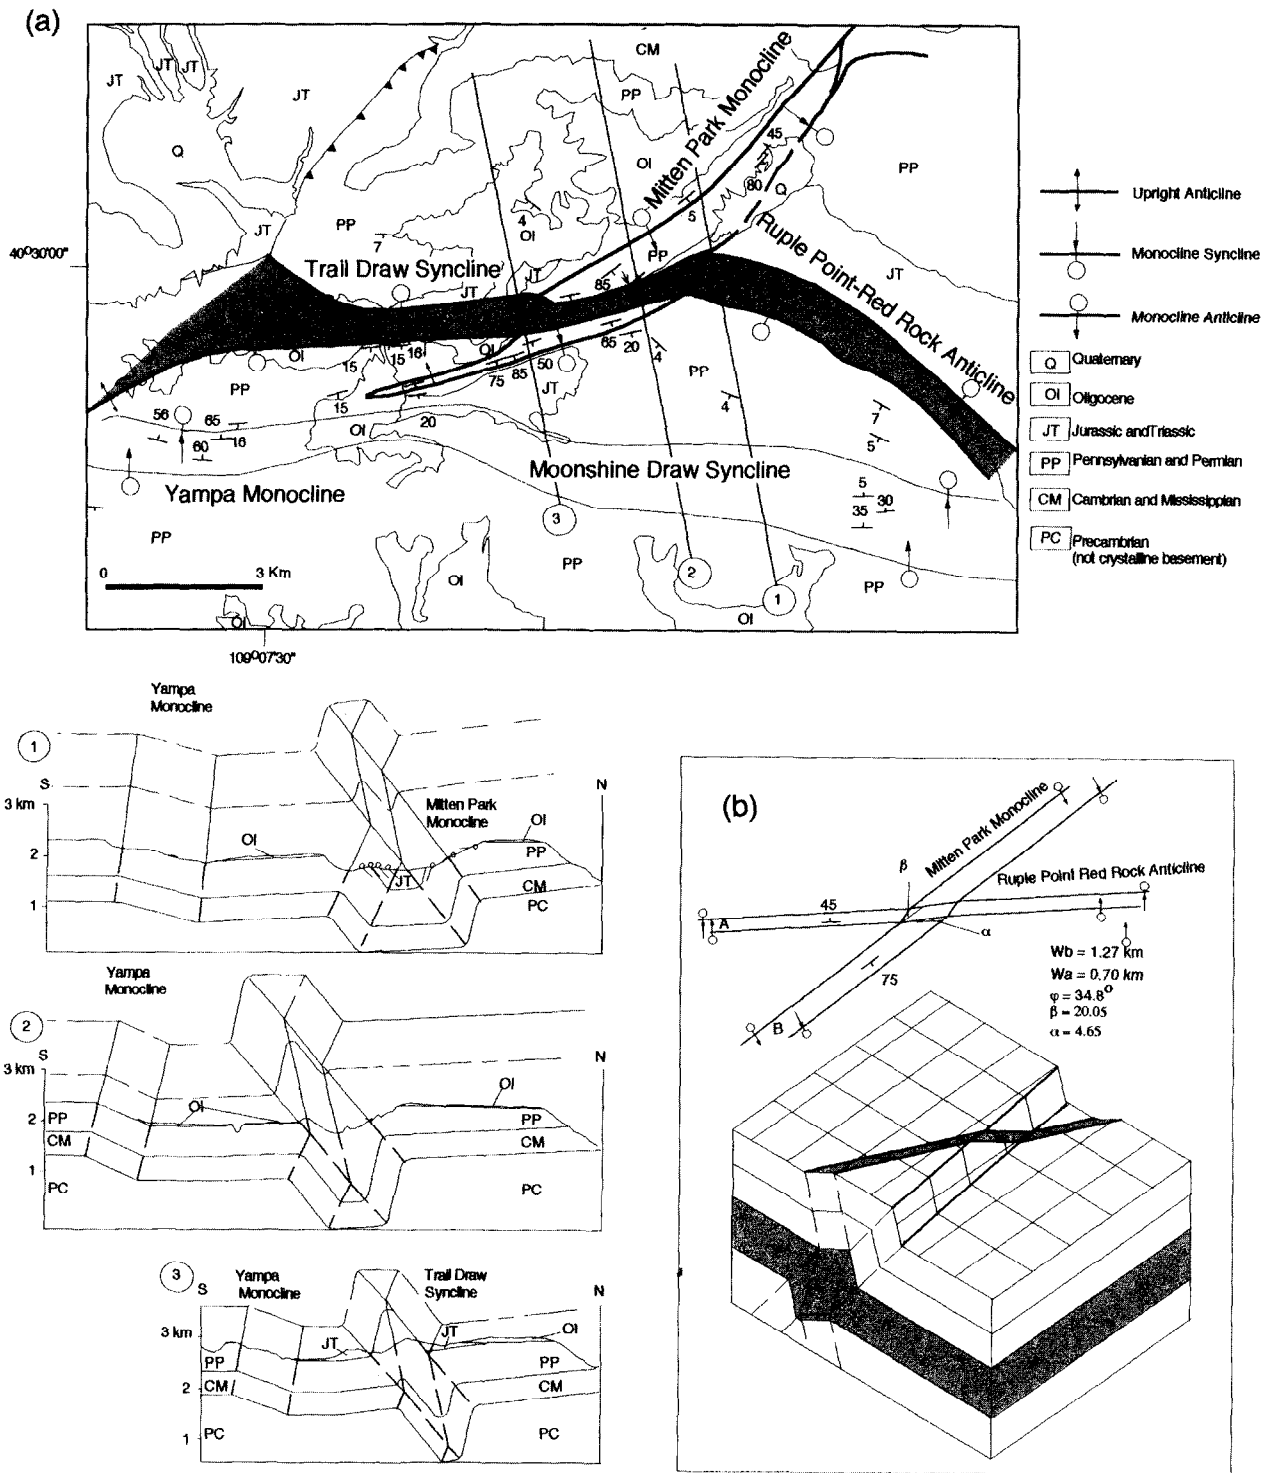 (a)
CM
JT
JT
JT
JT
PP
Mitten Park Monocline
Q
OI
45
PP
80
Q
40°30'00"
JT
PP
7
4
OI
5
PP
JT
Trail Draw Syncline
JT
JT
85
Ruple Point-Red Rock Anticline
OI
15
15
16
OI
75
85
50
65
20
4
PP
PP
JT
15
20
4
7
56
65
16
60
OI
5
Moonshine Draw Syncline
5
30
35
Yampa Monocline
3
PP
PP
OI
2
1
PP
0
3 Km
OI
OI
109°07'30"
Upright Anticline
Monocline Syncline
Monocline Anticline
Q Quaternary
OI Oligocene
JT Jurassic and Triassic
PP Pennsylvanian and Permian
CM Cambrian and Mississippian
PC Precambrian
(not crystalline basement)
Yampa
Monocline
1
S
N
3 km
2
1
OI
Mitten Park
Monocline
OI
PP
JT
CM
PC
Yampa
Monocline
2
S
N
3 km
2
1
PP
CM
PC
OI
OI
PP
CM
PC
3
S
Yampa
Monocline
Trail Draw
Syncline
N
3 km
2
1
JT
JT
OI
PP
CM
PC
PP
CM
PC
(b)
Mitten Park Monocline
β
Ruple Point Red Rock Anticline
45
A
α
75
B
Wb = 1.27 km
Wa = 0.70 km
φ = 34.8°
β = 20.05
α = 4.65